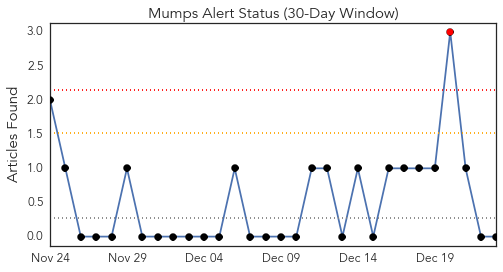 Mumps Alert Status (30-Day Window)
Articles Found
3.0
2.5
2.0
1.5
1.0
0.5
0.0
Nov 24 Nov 29 Dec 04 Dec 09 Dec 14 Dec 19